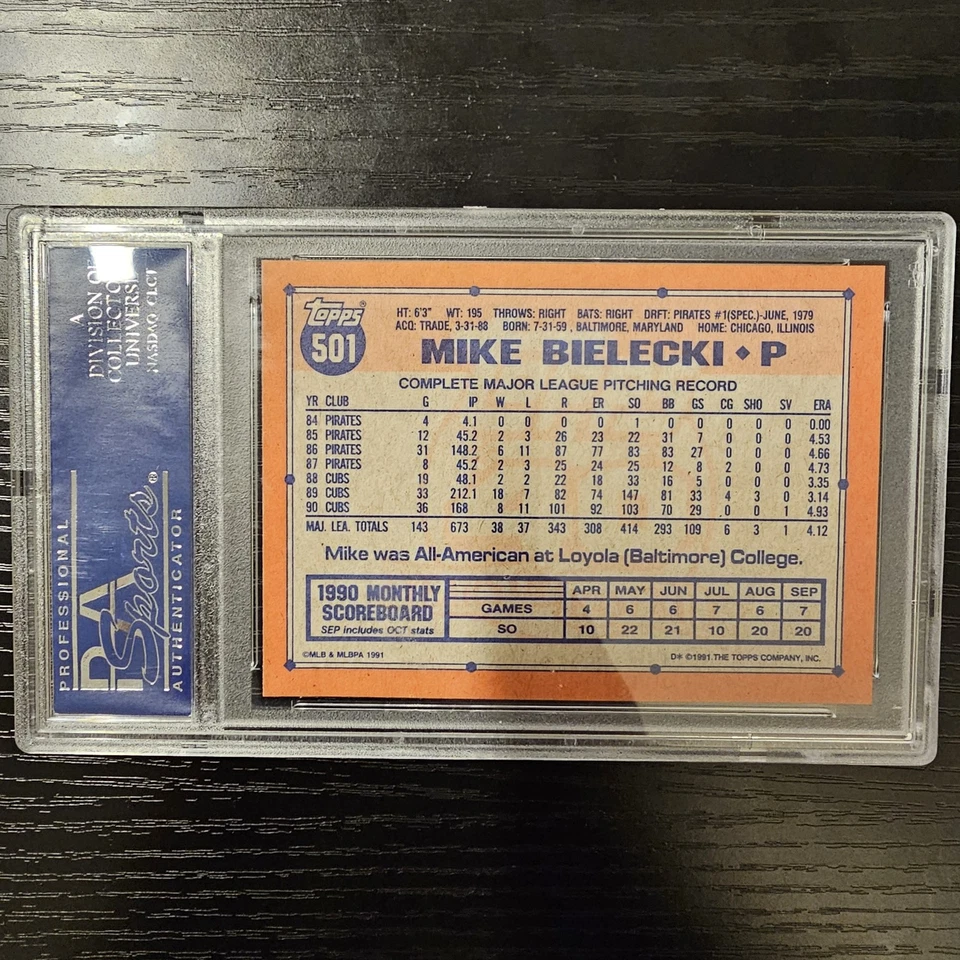 A
DIVISION OF
COLLECTO
UNIVERS
NASDAQ CLCT
PROFESSIONAL
PSA
Sports®
AUTHENTICATOR
Topps®
501
HT: 6'3" WT: 195 THROWS: RIGHT BATS: RIGHT DRFT: PIRATES #1(SPEC.)-JUNE, 1979
ACQ: TRADE, 3-31-88 BORN: 7-31-59 , BALTIMORE, MARYLAND HOME: CHICAGO, ILLINOIS
MIKE BIELECKI ♦ P
COMPLETE MAJOR LEAGUE PITCHING RECORD
YR CLUB G IP W L R ER SO BB GS CG SHO SV ERA
84 PIRATES 4 4.1 0 0 0 0 1 0 0 0 0 0 0.00
85 PIRATES 12 45.2 2 3 26 23 22 31 7 0 0 0 4.53
86 PIRATES 31 148.2 6 11 87 77 83 83 27 0 0 0 4.66
87 PIRATES 8 45.2 2 3 25 24 25 12 8 2 0 0 4.73
88 CUBS 19 48.1 2 2 22 18 33 16 5 0 0 0 3.35
89 CUBS 33 212.1 18 7 82 74 147 81 33 4 3 0 3.14
90 CUBS 36 168 8 11 101 92 103 70 29 0 0 1 4.93
MAJ. LEA. TOTALS 143 673 38 37 343 308 414 293 109 6 3 1 4.12
Mike was All-American at Loyola (Baltimore) College.
1990 MONTHLY
SCOREBOARD
SEP includes OCT stats
APR MAY JUN JUL AUG SEP
GAMES 4 6 6 7 6 7
SO 10 22 21 10 20 20
©MLB & MLBPA 1991
D* ©1991 THE TOPPS COMPANY, INC.